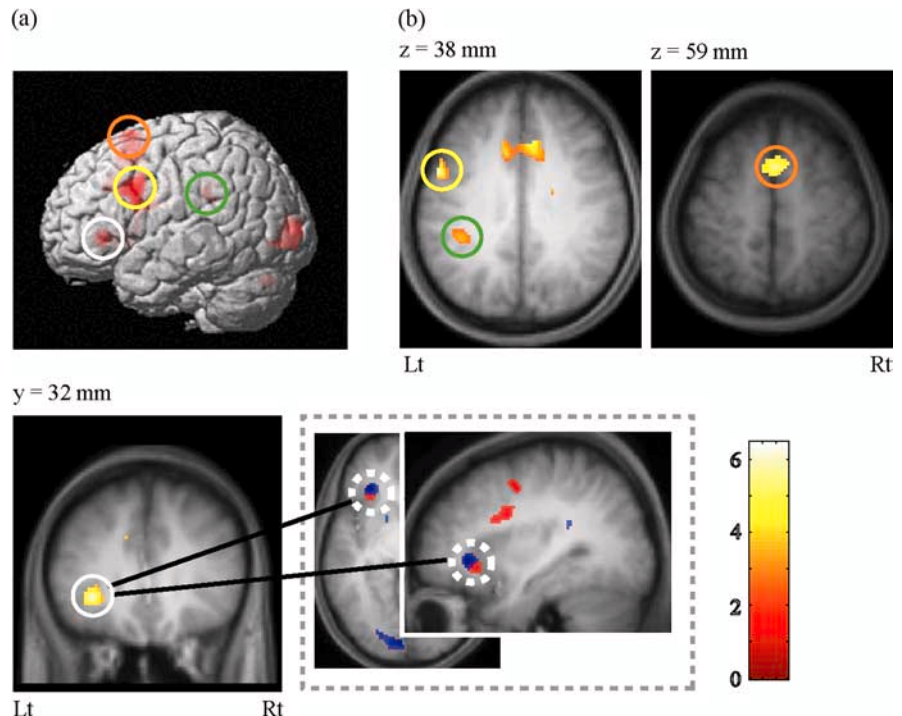 (a)
(b)
z = 38 mm
z = 59 mm
Lt
Rt
y = 32 mm
6
4
2
0
Lt
Rt